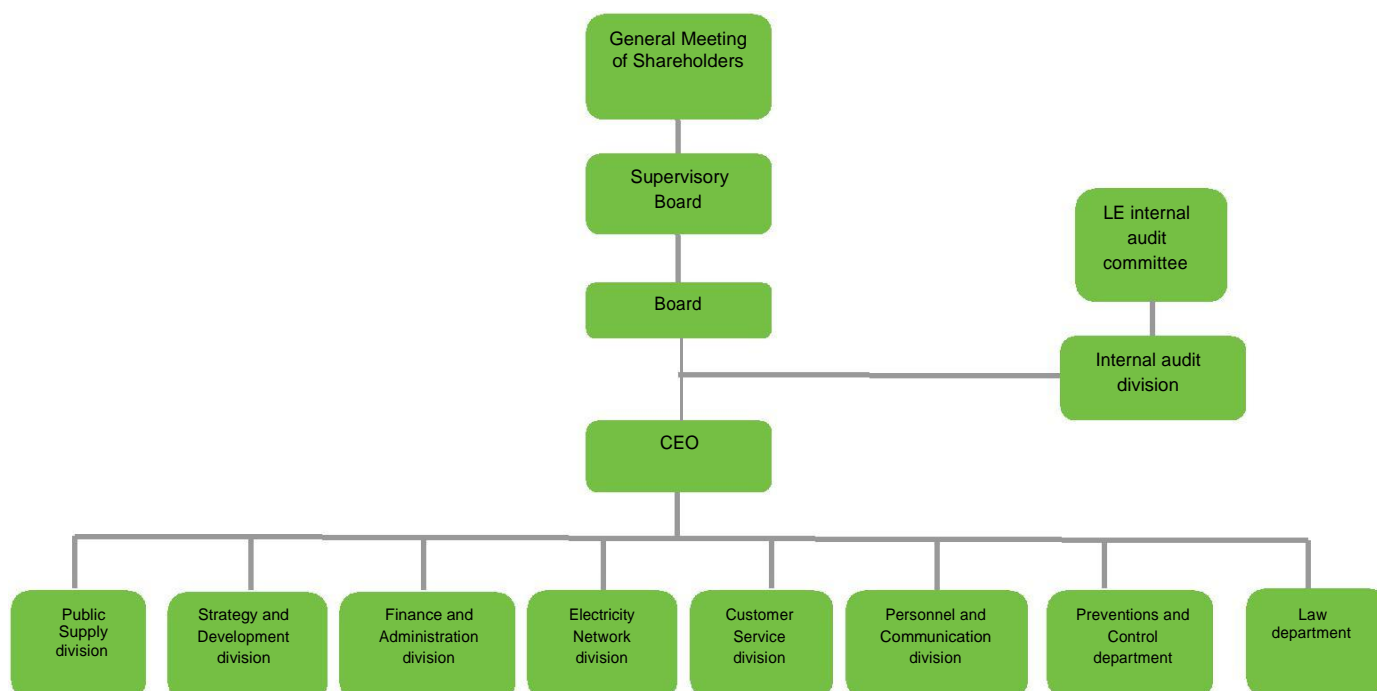 General Meeting
of Shareholders
Supervisory
Board
LE internal
audit
committee
Board
Internal audit
division
CEO
Public
Supply
division
Strategy and
Development
division
Finance and
Administration
division
Electricity
Network
division
Customer
Service
division
Personnel and
Communication
division
Preventions and
Control
department
Law
department